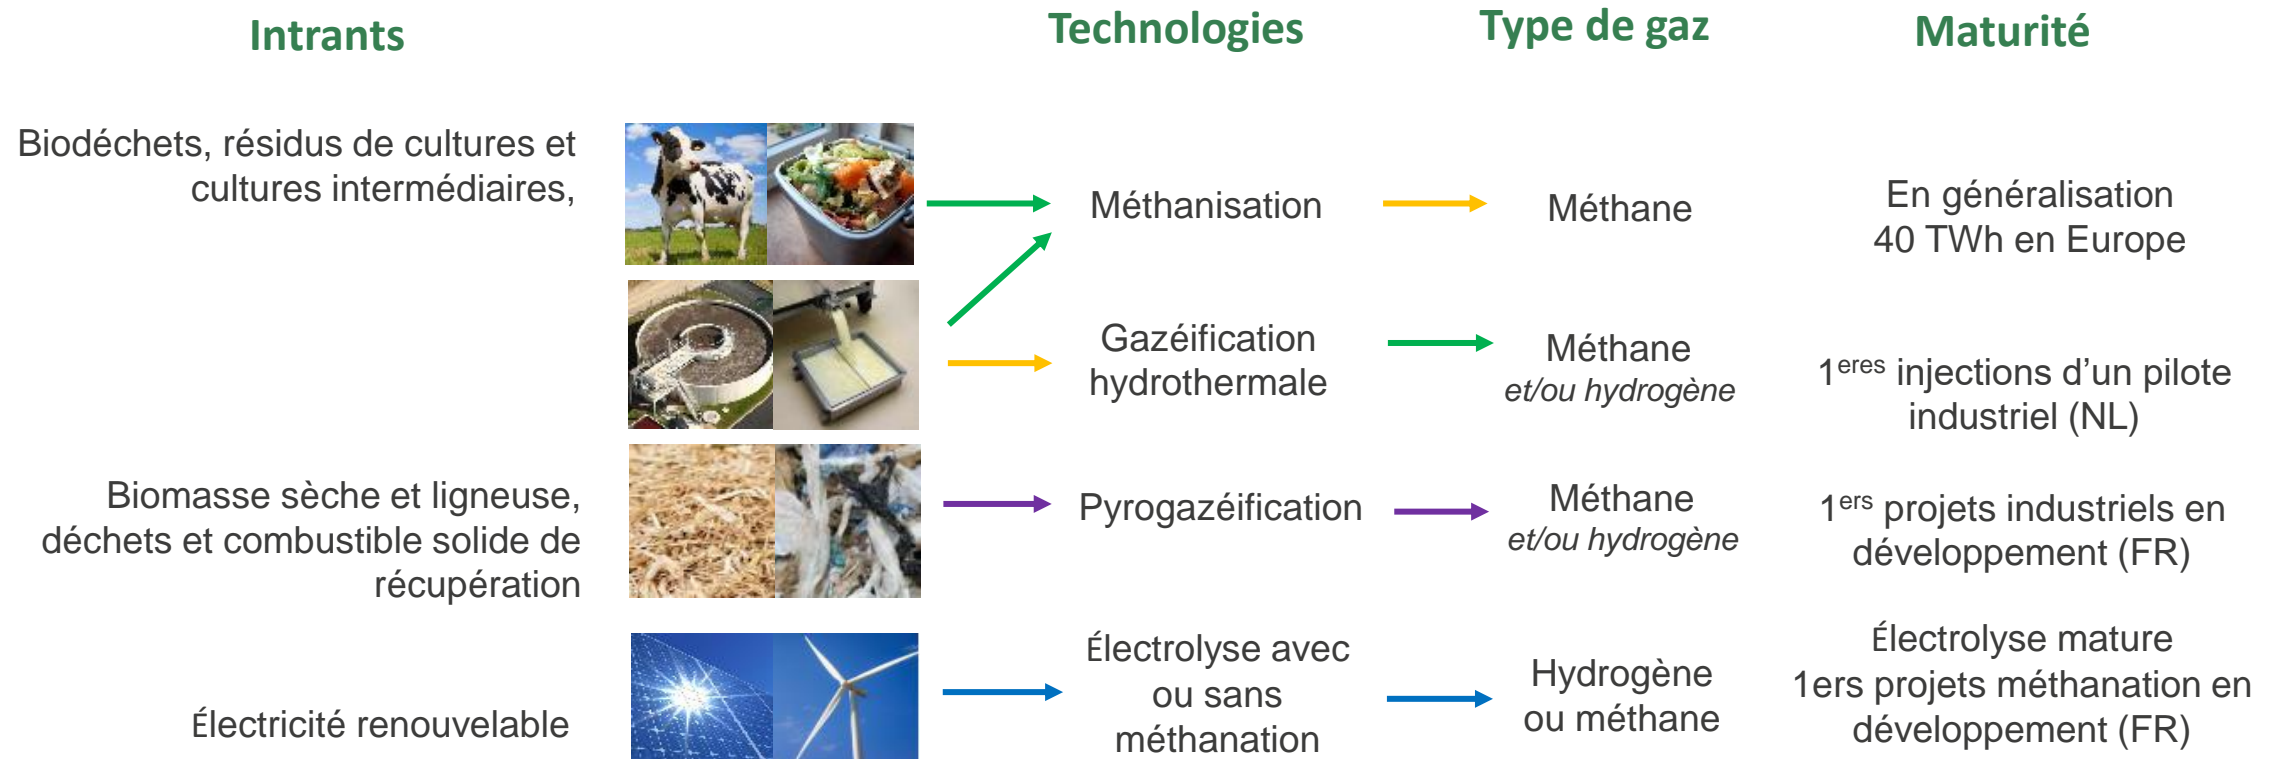 Intrants
Technologies
Type de gaz
Maturité
Biodéchets, résidus de cultures et
cultures intermédiaires,
Méthanisation
Méthane
En généralisation
40 TWh en Europe
Gazéification
hydrothermale
Méthane
et/ou hydrogène
1eres injections d’un pilote
industriel (NL)
Biomasse sèche et ligneuse,
déchets et combustible solide de
récupération
Pyrogazéification
Méthane
et/ou hydrogène
1ers projets industriels en
développement (FR)
Électricité renouvelable
Électrolyse avec
ou sans
méthanation
Hydrogène
ou méthane
Électrolyse mature
1ers projets méthanation en
développement (FR)